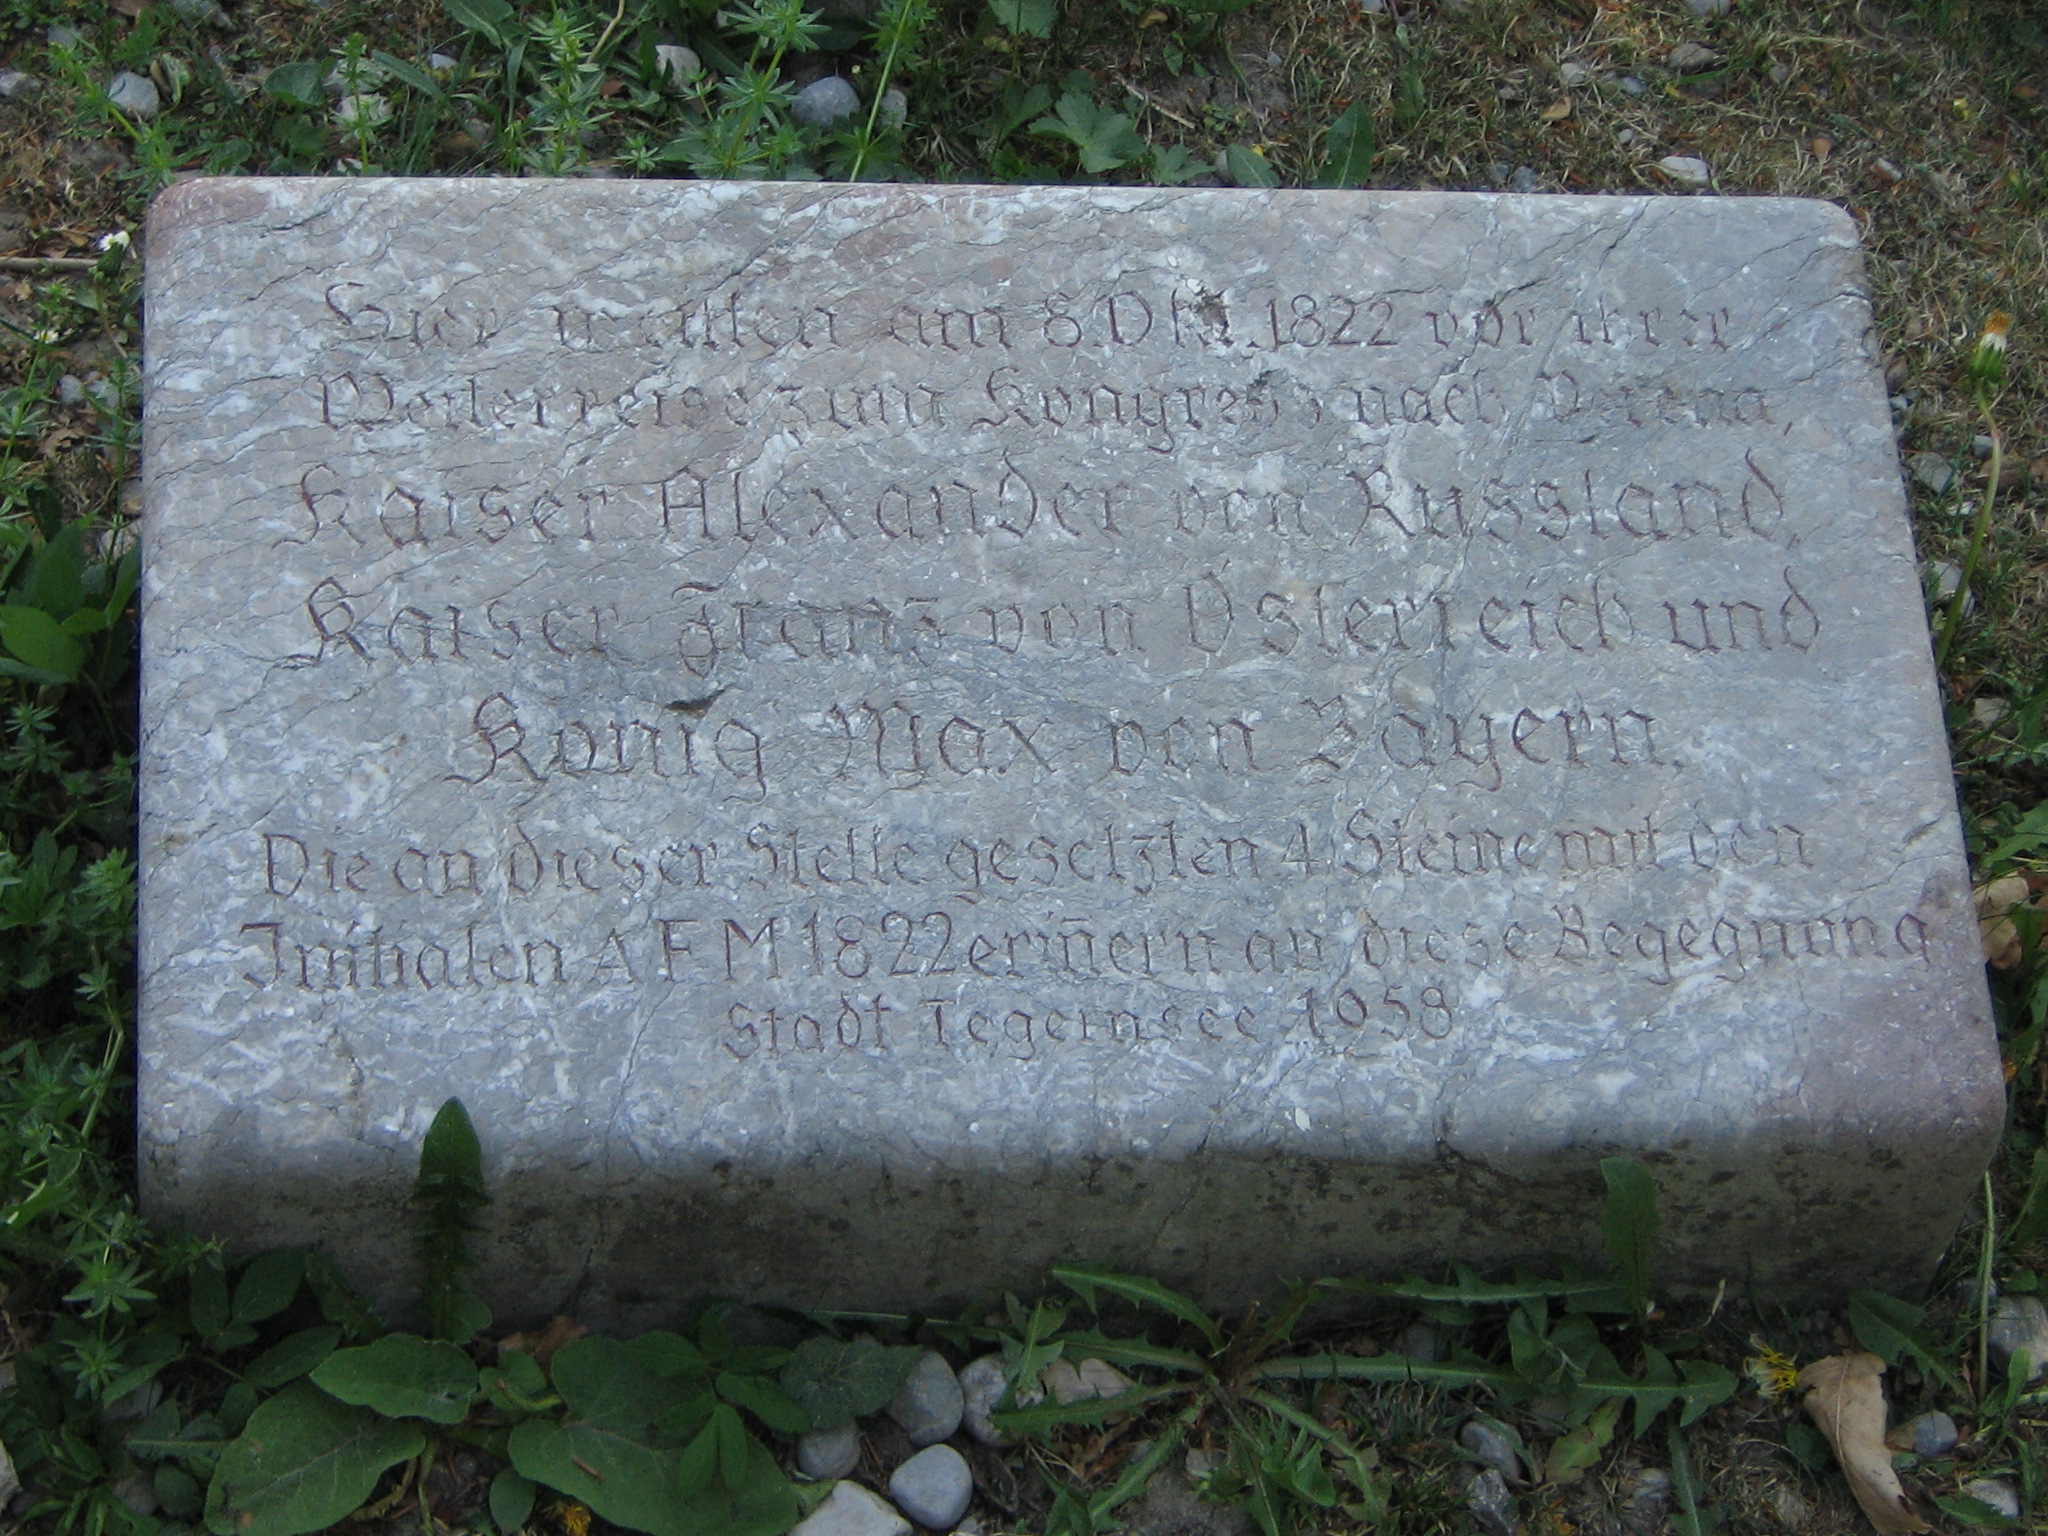 Hier weilten am 8. Okt. 1822 vor ihrer
Weiterreise zum Kongress nach Verona,
Kaiser Alexander von Russland,
Kaiser Franz von Österreich und
König Max von Bayern.
Die an dieser Stelle gesetzten 4 Steine mit den
Initialen A F M 1822 erin̄ern an diese Begegnung
Stadt Tegernsee 1958